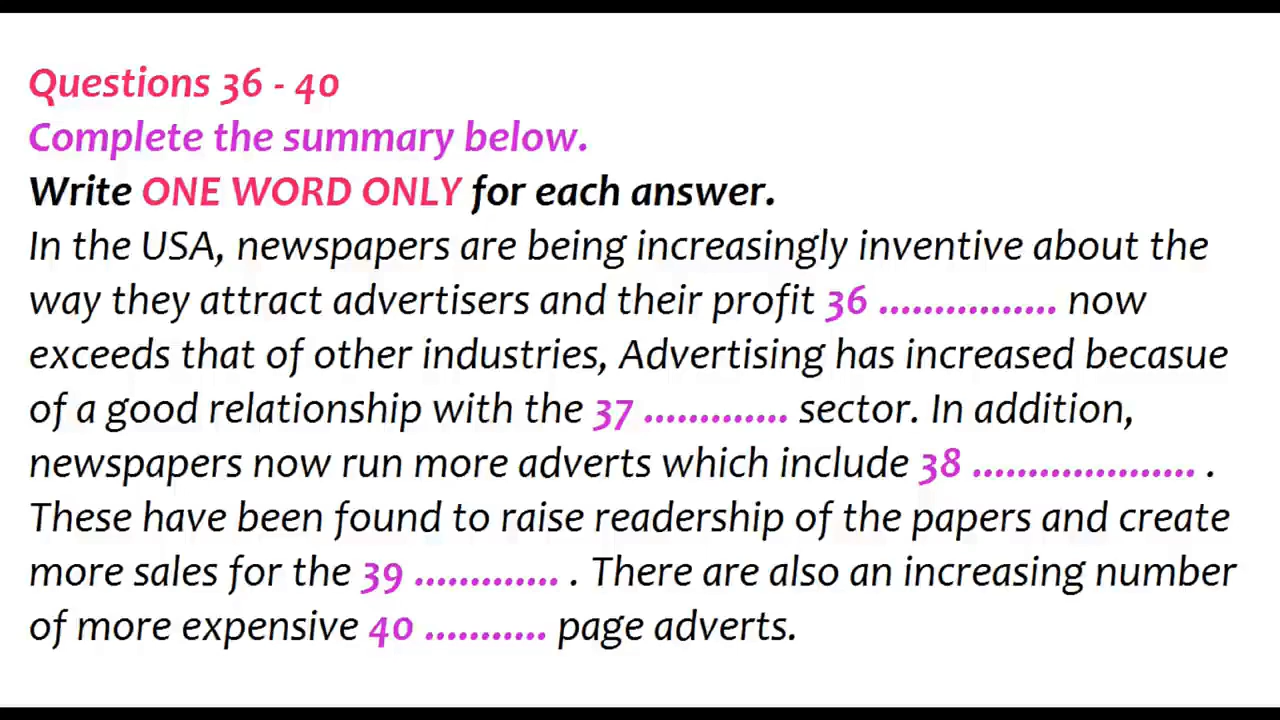 Questions 36 - 40
Complete the summary below.
Write ONE WORD ONLY for each answer.
In the USA, newspapers are being increasingly inventive about the
way they attract advertisers and their profit 36 ................ now
exceeds that of other industries, Advertising has increased becasue
of a good relationship with the 37 ............. sector. In addition,
newspapers now run more adverts which include 38 .................... .
These have been found to raise readership of the papers and create
more sales for the 39 ............. . There are also an increasing number
of more expensive 40 ........... page adverts.